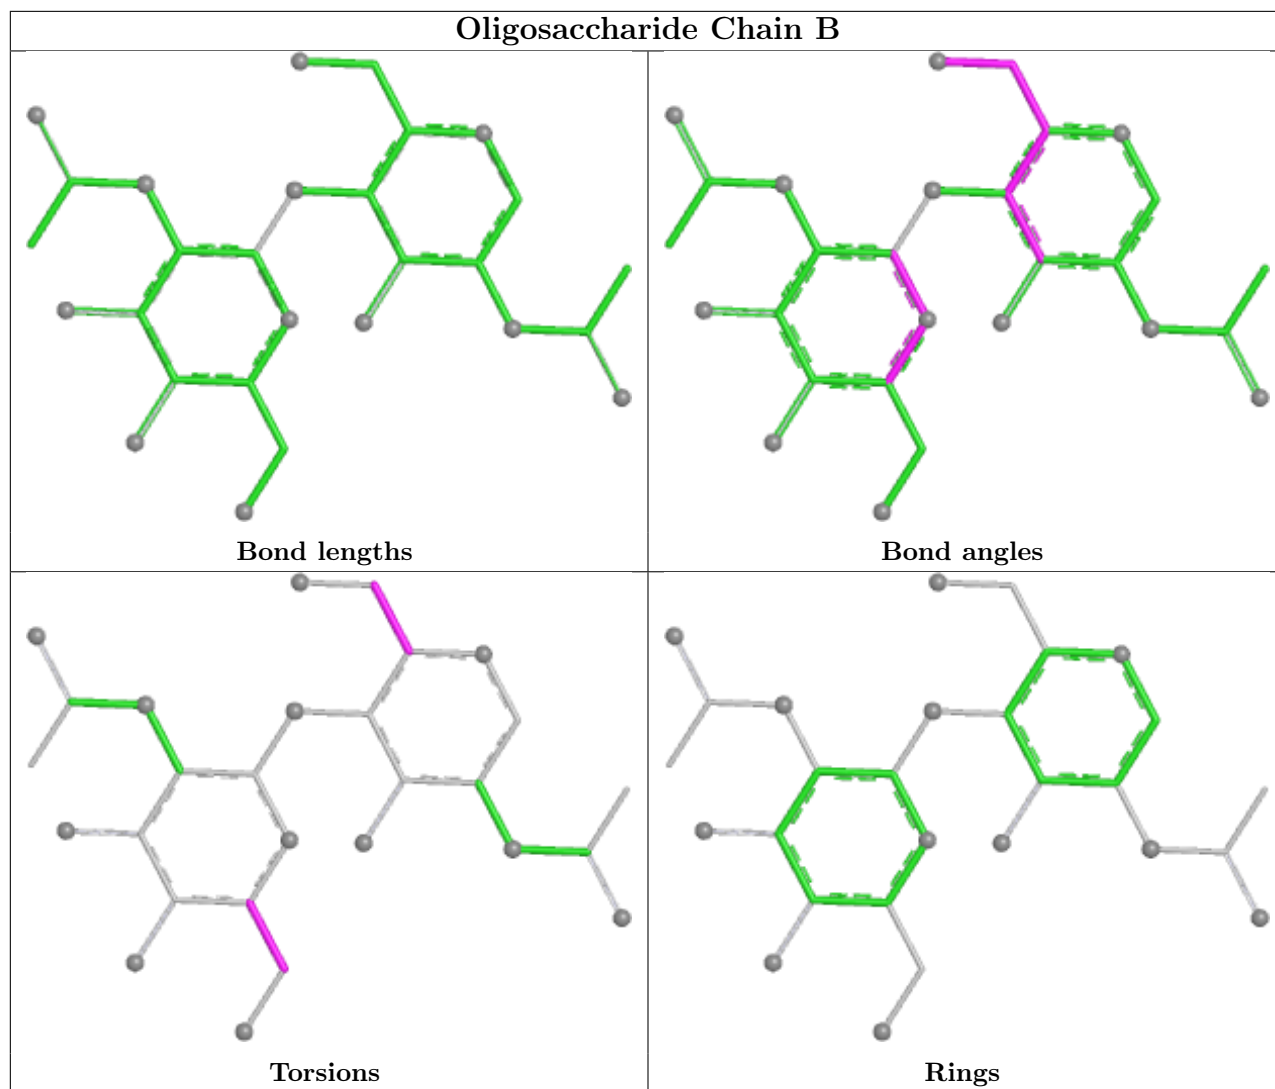 Oligosaccharide Chain B
Bond lengths
Bond angles
Torsions
Rings